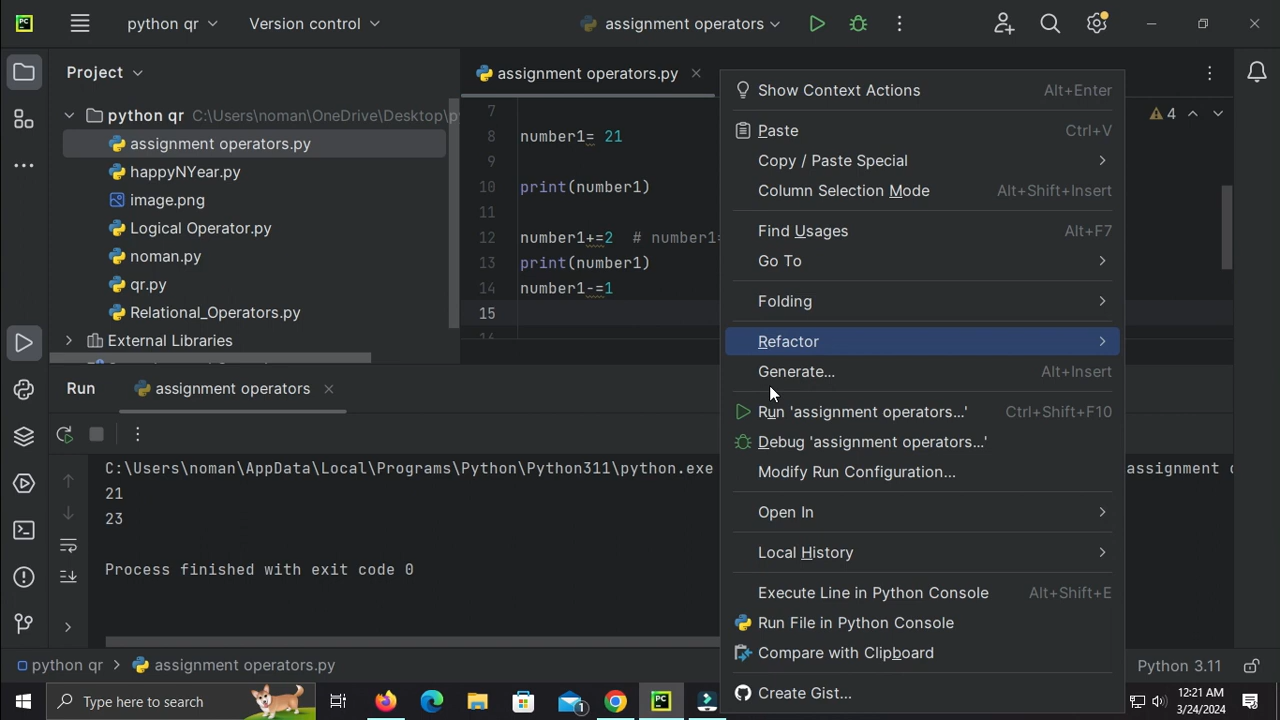 PC python qr Version control assignment operators
Project
python qr C:\Users\noman\OneDrive\Desktop\p
assignment operators.py
happyNYear.py
image.png
Logical Operator.py
noman.py
qr.py
Relational_Operators.py
External Libraries
assignment operators.py
4
7
8 number1= 21
9
10 print(number1)
11
12 number1+=2 # number1=
13 print(number1)
14 number1-=1
15
16
Show Context Actions Alt+Enter
Paste Ctrl+V
Copy / Paste Special
Column Selection Mode Alt+Shift+Insert
Find Usages Alt+F7
Go To
Folding
Refactor
Generate... Alt+Insert
Run 'assignment operators...' Ctrl+Shift+F10
Debug 'assignment operators...'
Modify Run Configuration...
Open In
Local History
Execute Line in Python Console Alt+Shift+E
Run File in Python Console
Compare with Clipboard
Create Gist...
Run assignment operators
C:\Users\noman\AppData\Local\Programs\Python\Python311\python.exe assignment
21
23
Process finished with exit code 0
python qr assignment operators.py Python 3.11
Type here to search
1
PC
12:21 AM
3/24/2024